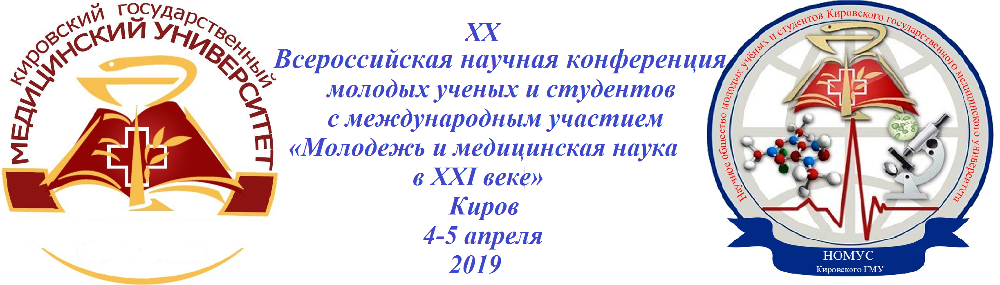 кировский государственный
МЕДИЦИНСКИЙ УНИВЕРСИТЕТ
XX
Всероссийская научная конференция
молодых ученых и студентов
с международным участием
«Молодежь и медицинская наука
в XXI веке»
Киров
4-5 апреля
2019
Научное общество молодых учёных и студентов Кировского государственного медицинского университета
НОМУС
Кировского ГМУ